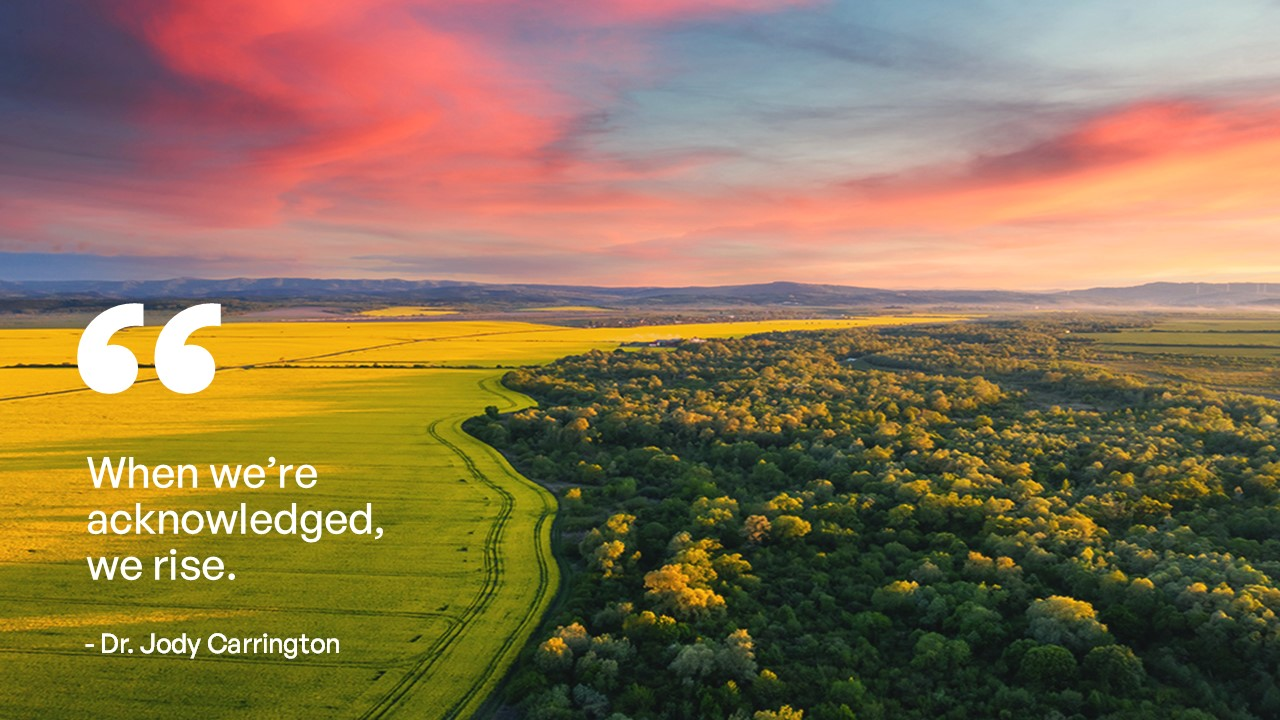 “
When we’re
acknowledged,
we rise.
- Dr. Jody Carrington